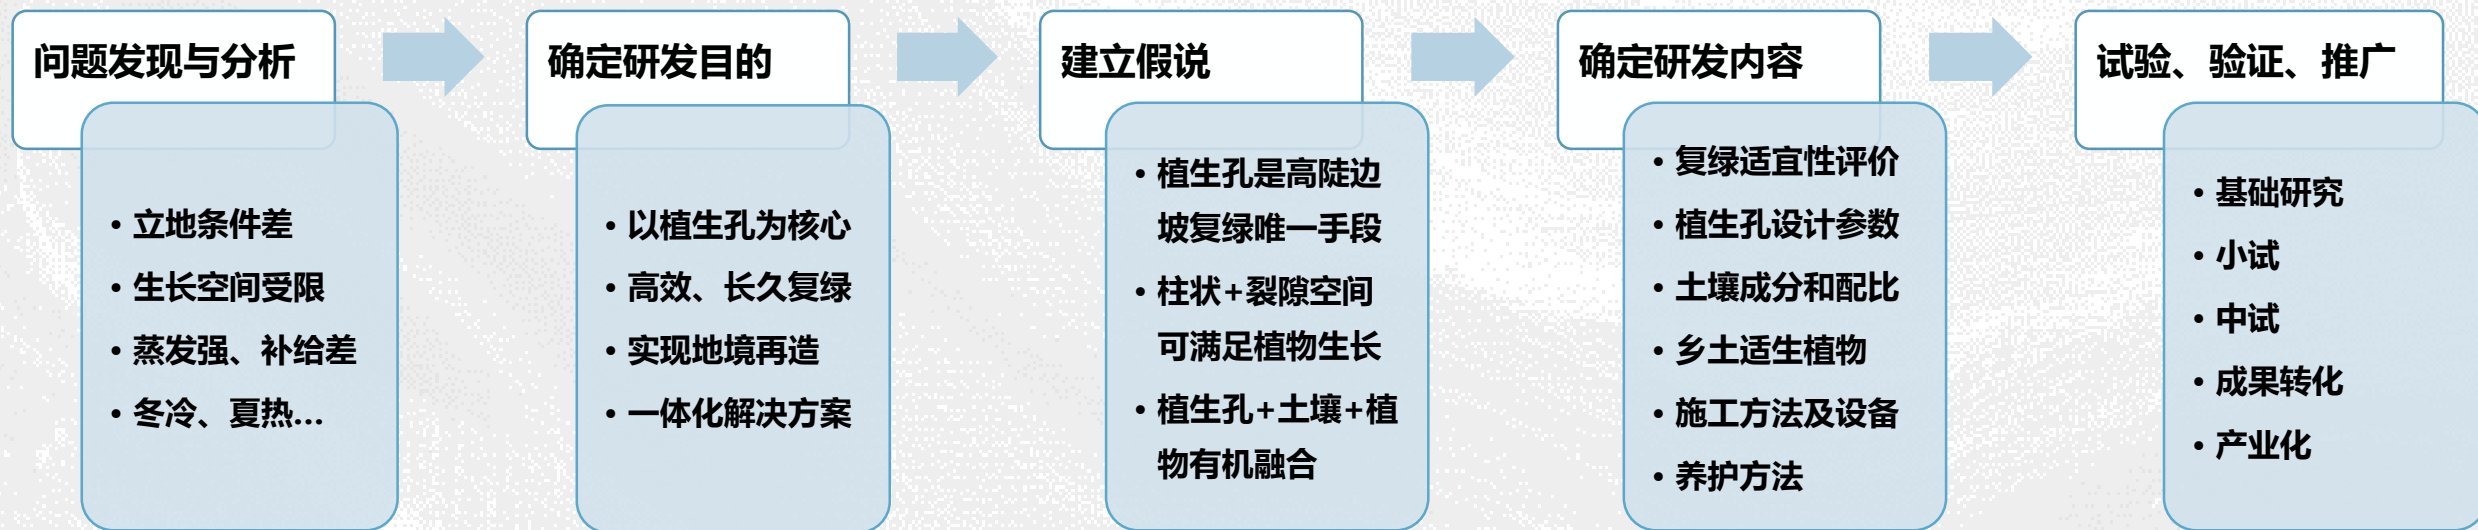 问题发现与分析
• 立地条件差
• 生长空间受限
• 蒸发强、补给差
• 冬冷、夏热...
确定研发目的
• 以植生孔为核心
• 高效、长久复绿
• 实现地境再造
• 一体化解决方案
建立假说
• 植生孔是高陡边
坡复绿唯一手段
• 柱状+裂隙空间
可满足植物生长
• 植生孔+土壤+植
物有机融合
确定研发内容
• 复绿适宜性评价
• 植生孔设计参数
• 土壤成分和配比
• 乡土适生植物
• 施工方法及设备
• 养护方法
试验、验证、推广
• 基础研究
• 小试
• 中试
• 成果转化
• 产业化